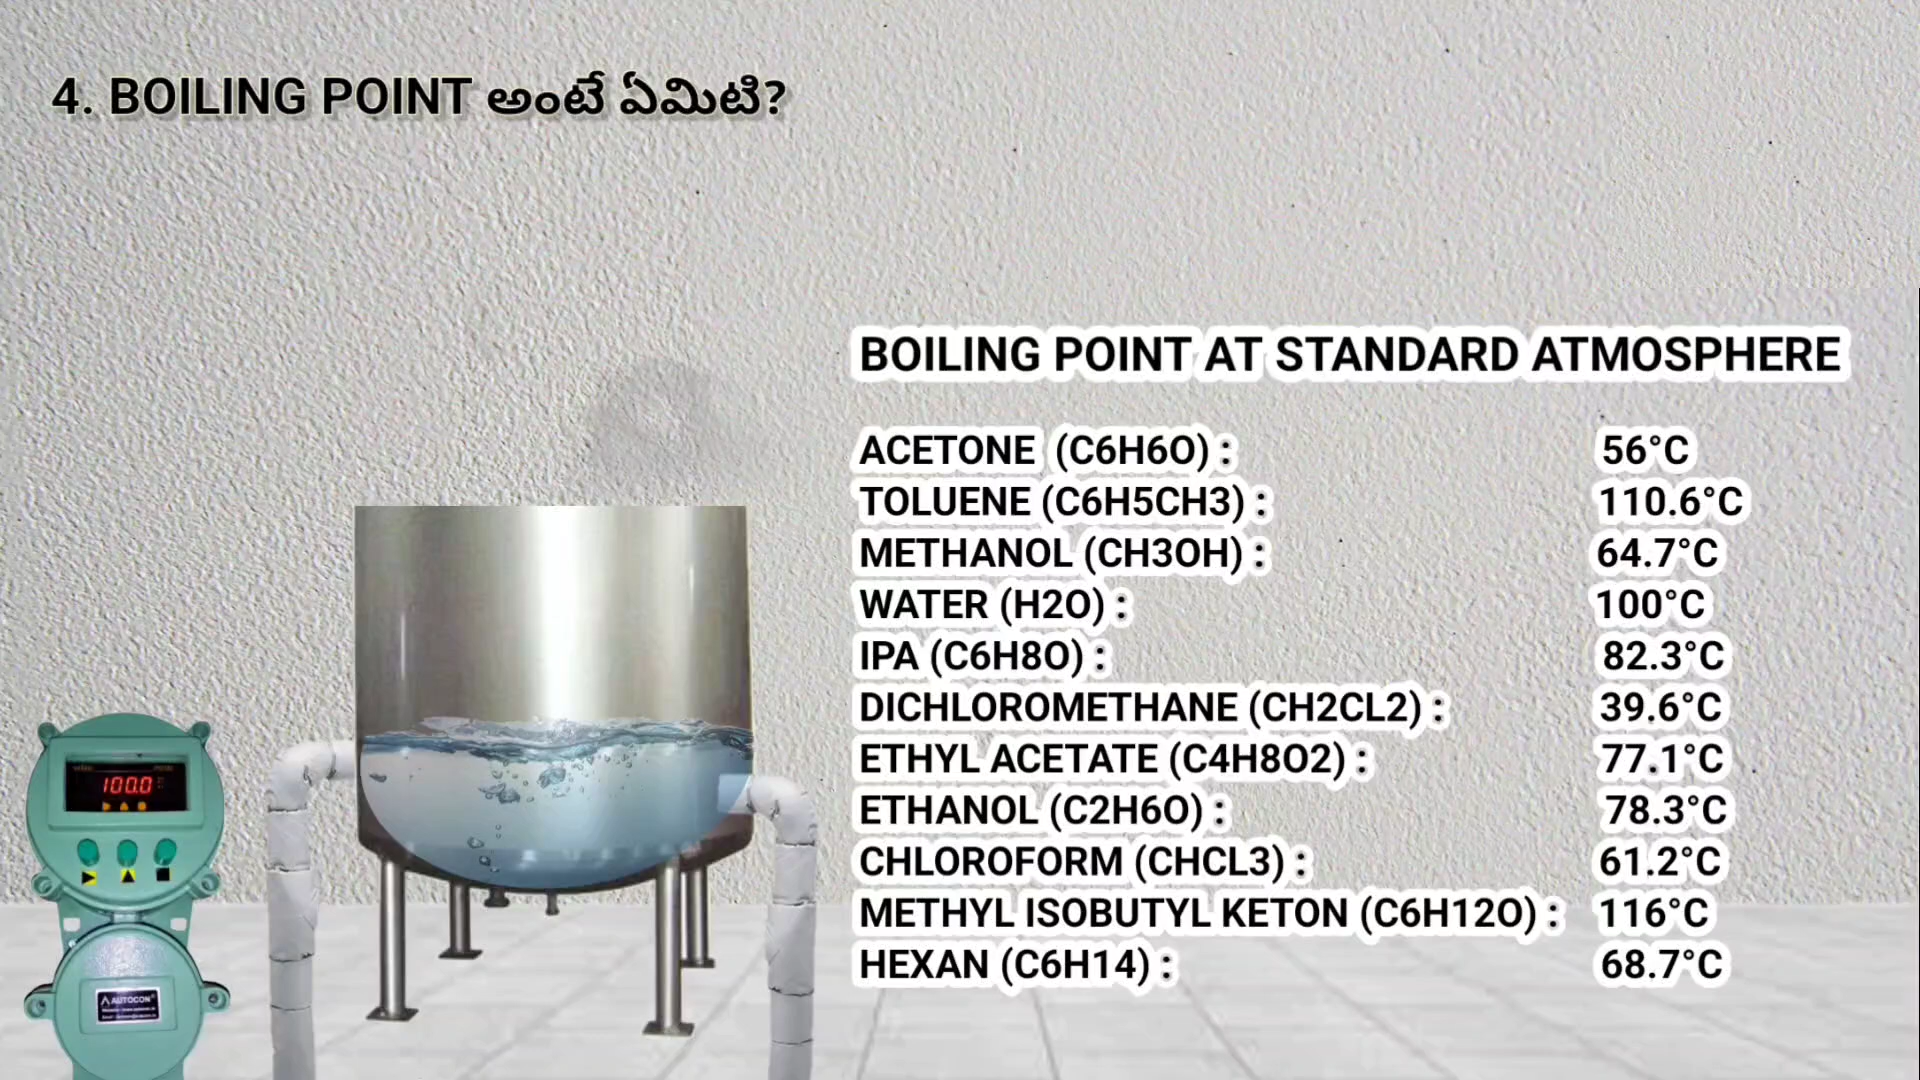 4. BOILING POINT అంటే ఏమిటి?
BOILING POINT AT STANDARD ATMOSPHERE
ACETONE (C6H6O) : 56°C
TOLUENE (C6H5CH3) : 110.6°C
METHANOL (CH3OH) : 64.7°C
WATER (H2O) : 100°C
IPA (C6H8O) : 82.3°C
DICHLOROMETHANE (CH2CL2) : 39.6°C
ETHYL ACETATE (C4H8O2) : 77.1°C
ETHANOL (C2H6O) : 78.3°C
CHLOROFORM (CHCL3) : 61.2°C
METHYL ISOBUTYL KETON (C6H12O) : 116°C
HEXAN (C6H14) : 68.7°C
100.0
AUTOCON